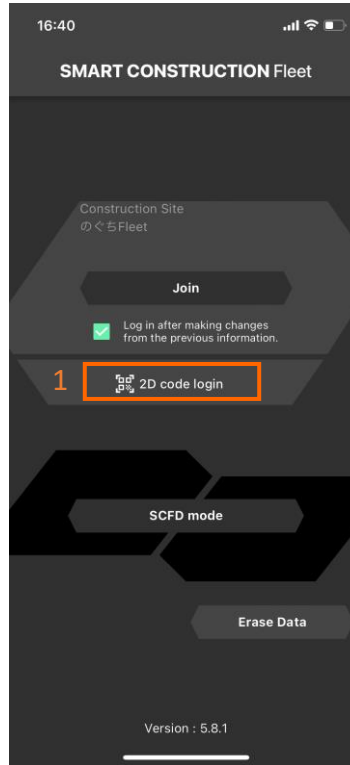 16:40
SMART CONSTRUCTION Fleet
Construction Site
のぐちFleet
Join
Log in after making changes
from the previous information.
1
2D code login
SCFD mode
Erase Data
Version : 5.8.1